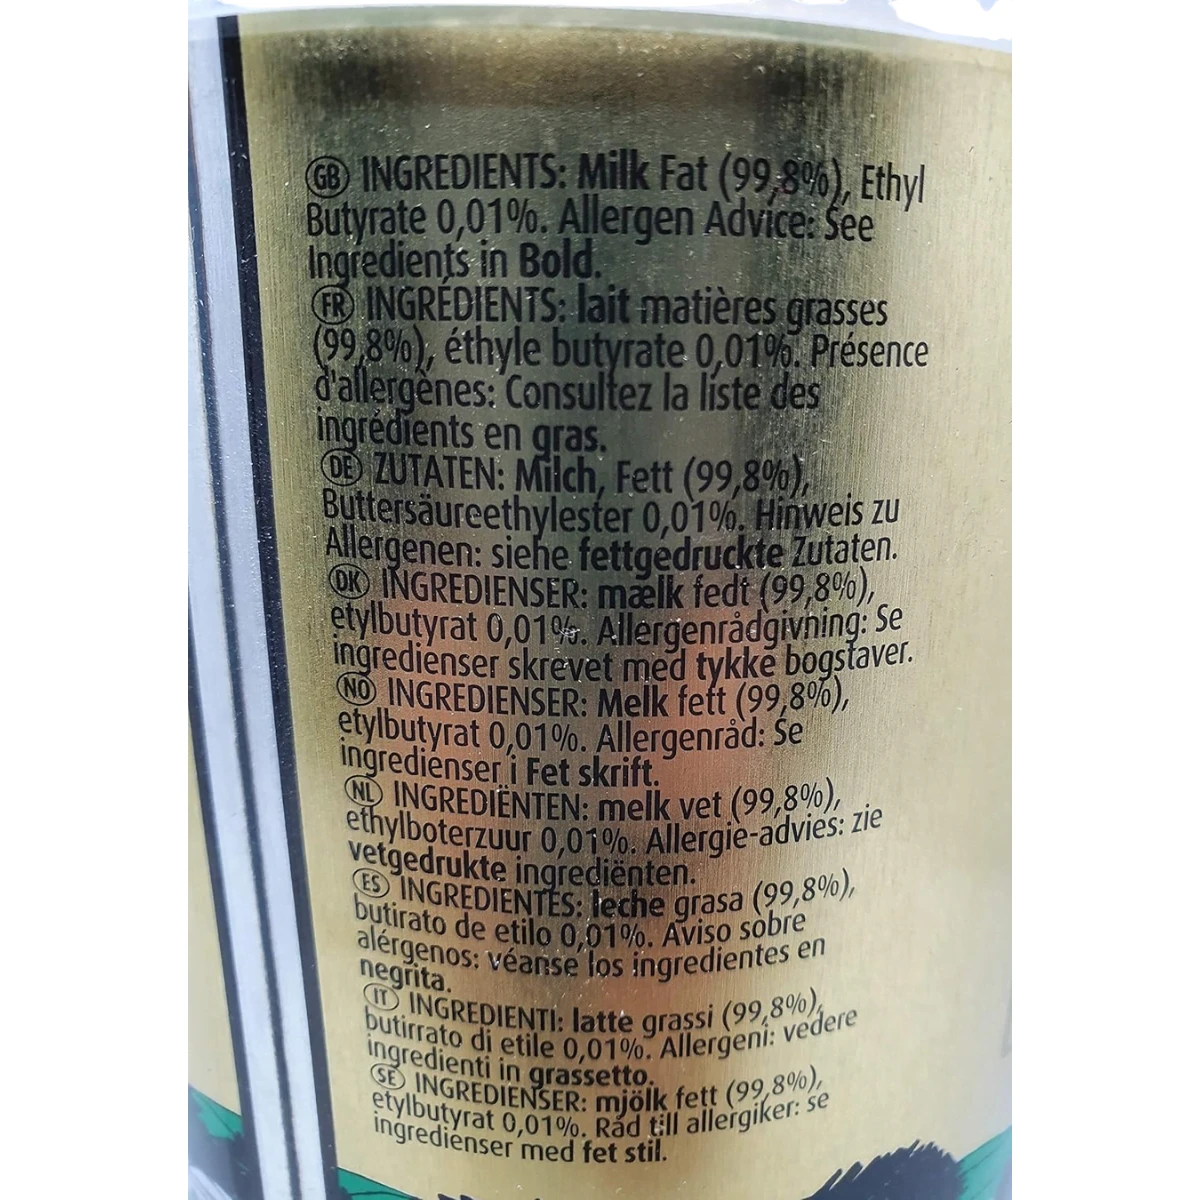 GB INGREDIENTS: Milk Fat (99,8%), Ethyl
Butyrate 0,01%. Allergen Advice: See
Ingredients in Bold.
FR INGRÉDIENTS: lait matières grasses
(99,8%), éthyle butyrate 0,01%. Présence
d'allergènes: Consultez la liste des
ingrédients en gras.
DE ZUTATEN: Milch, Fett (99,8%),
Buttersäureethylester 0,01%. Hinweis zu
Allergenen: siehe fettgedruckte Zutaten.
DK INGREDIENSER: mælk fedt (99,8%),
etylbutyrat 0,01%. Allergenrådgivning: Se
ingredienser skrevet med tykke bogstaver.
NO INGREDIENSER: Melk fett (99,8%),
etylbutyrat 0,01%. Allergenråd: Se
ingredienser i Fet skrift.
NL INGREDIËNTEN: melk vet (99,8%),
ethylboterzuur 0,01%. Allergie-advies: zie
vetgedrukte ingrediënten.
ES INGREDIENTES: leche grasa (99,8%),
butirato de etilo 0,01%. Aviso sobre
alérgenos: véanse los ingredientes en
negrita.
IT INGREDIENTI: latte grassi (99,8%),
butirrato di etile 0,01%. Allergeni: vedere
ingredienti in grassetto.
SE INGREDIENSER: mjölk fett (99,8%),
etylbutyrat 0,01%. Råd till allergiker: se
ingredienser med fet stil.